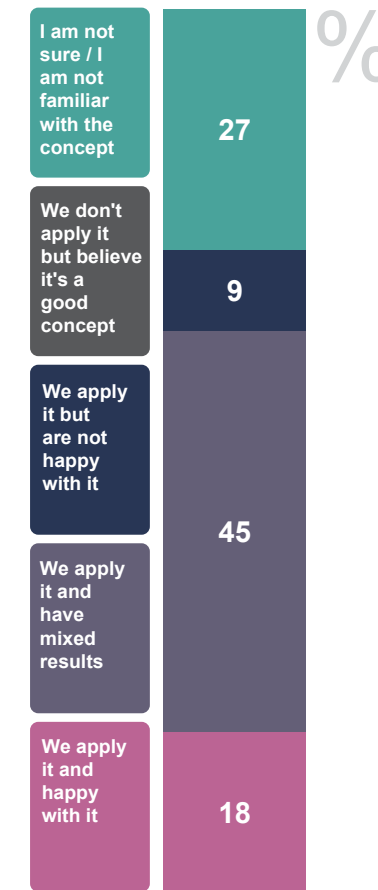 I am not
sure / I
am not
familiar
with the
concept
%
27
We don't
apply it
but believe
it's a
good
concept
9
We apply
it but
are not
happy
with it
45
We apply
it and
have
mixed
results
We apply
it and
happy
with it
18